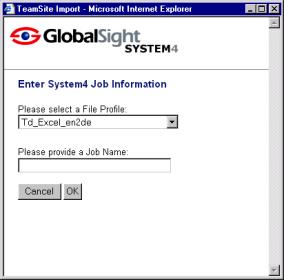 TeamSite Import - Microsoft Internet Explorer
GlobalSight
SYSTEM4
Enter System4 Job Information
Please select a File Profile:
Td_Excel_en2de
Please provide a Job Name:
Cancel OK